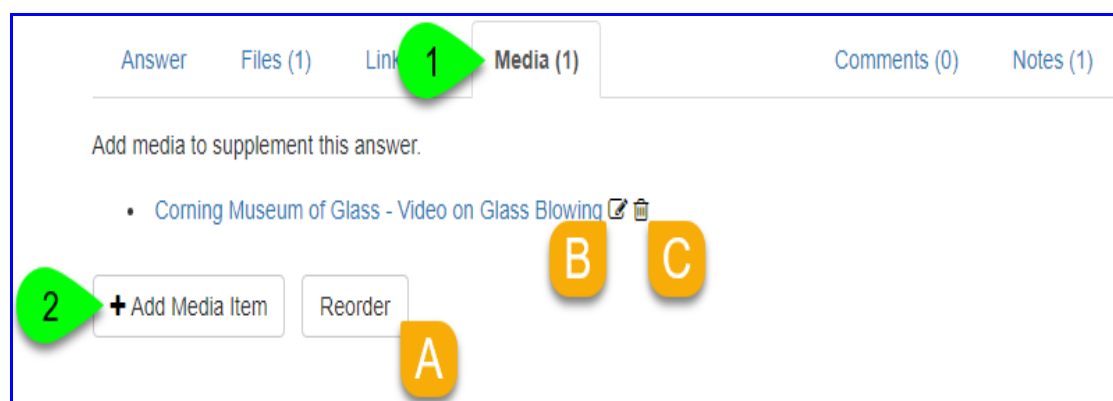 Answer Files (1) Link 1 Media (1) Comments (0) Notes (1)
Add media to supplement this answer.
• Corning Museum of Glass - Video on Glass Blowing
B C
2 + Add Media Item Reorder
A